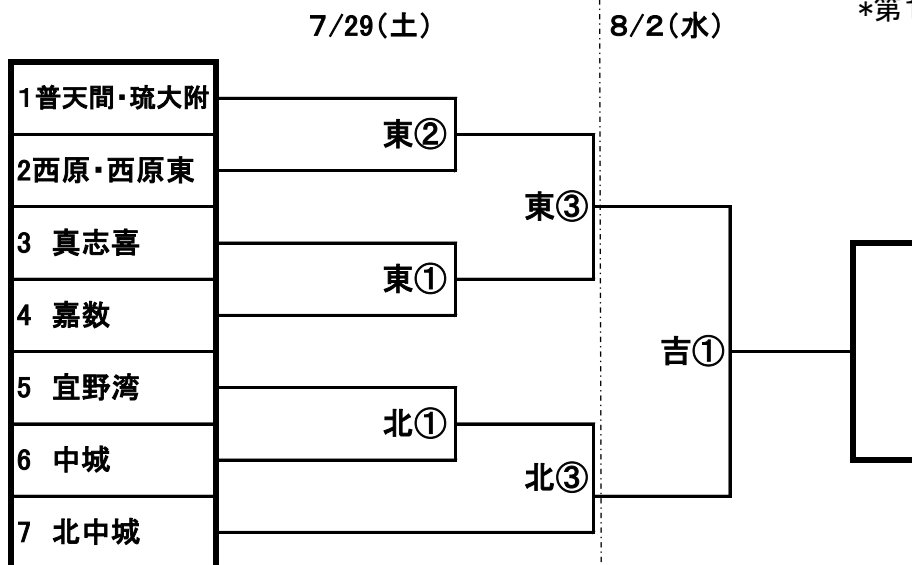 7/29(土) 8/2(水) *第1
1普天間・琉大附
東②
2西原・西原東
東③
3 真志喜
東①
4 嘉数
吉①
5 宜野湾
北①
6 中城
北③
7 北中城